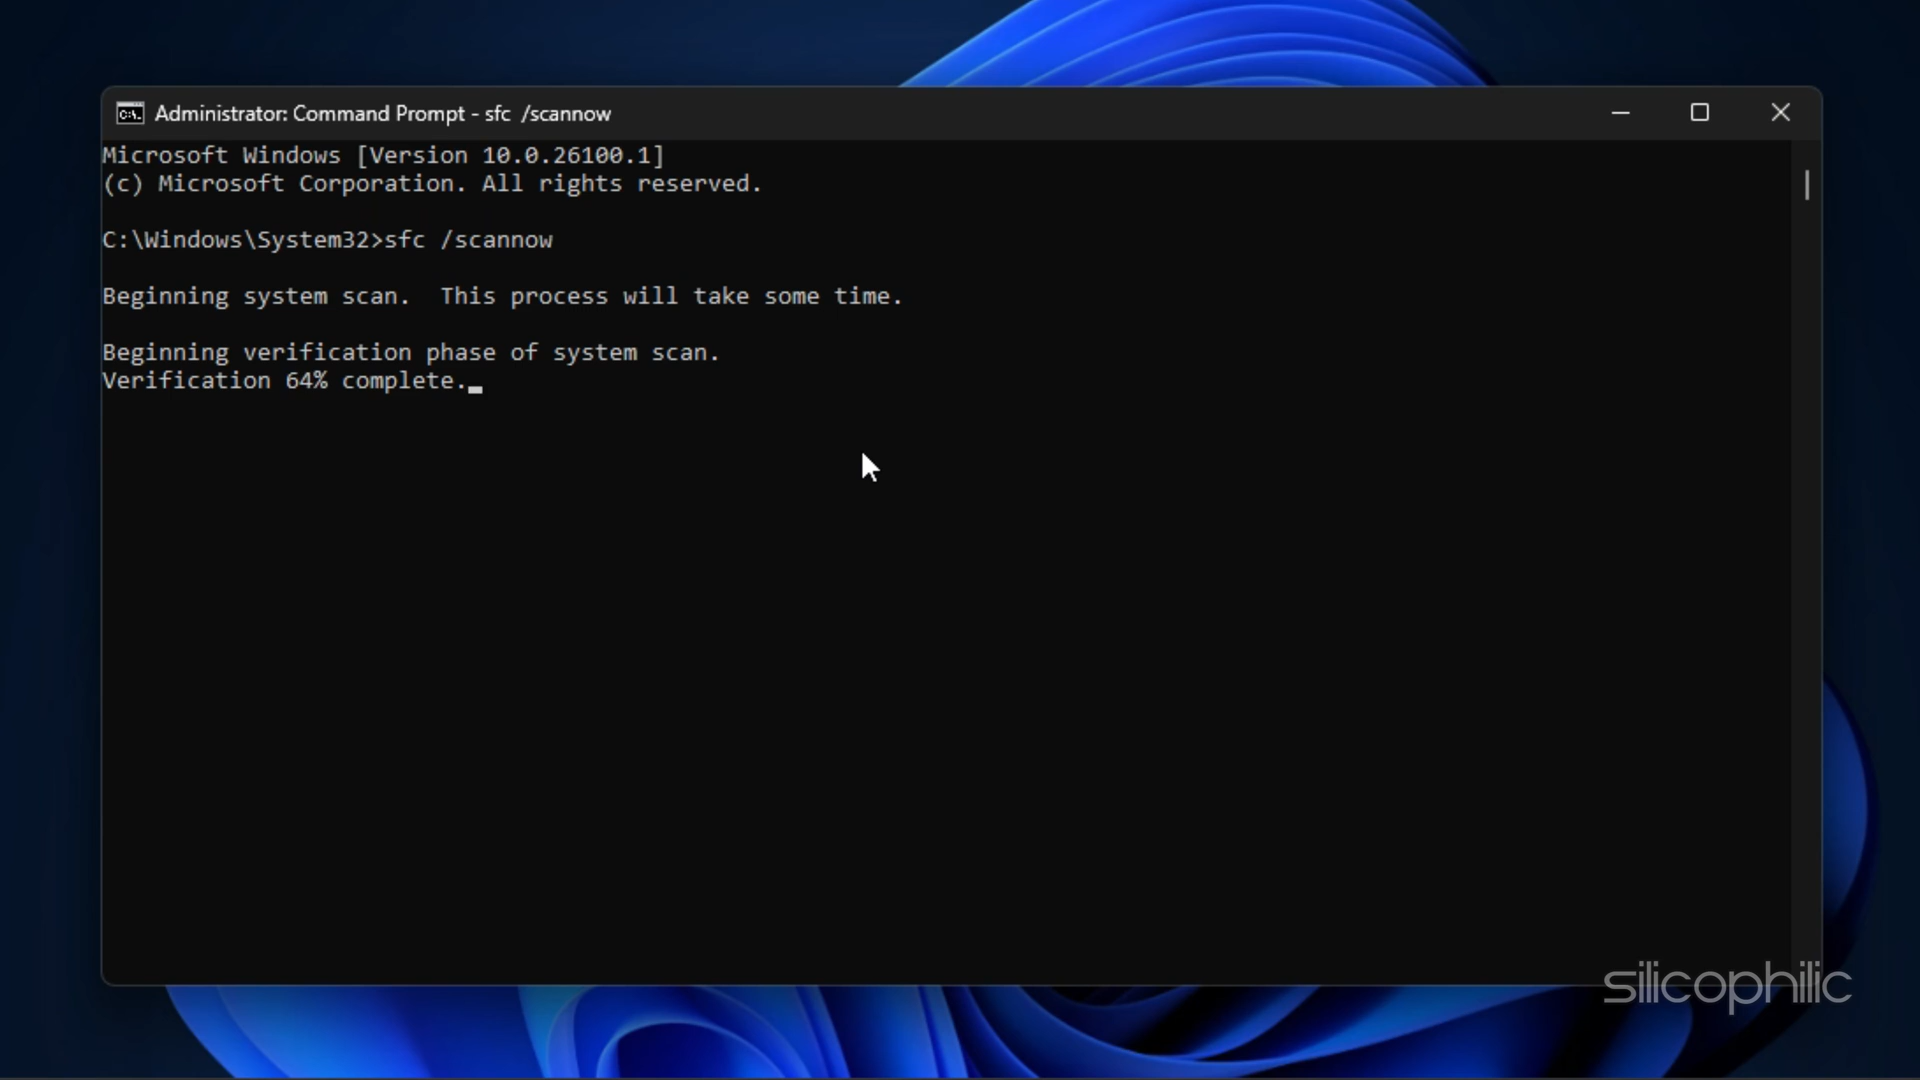 Administrator: Command Prompt - sfc  /scannow
Microsoft Windows [Version 10.0.26100.1]
(c) Microsoft Corporation. All rights reserved.
C:\Windows\System32>sfc /scannow
Beginning system scan.  This process will take some time.
Beginning verification phase of system scan.
Verification 64% complete.
silicophilic